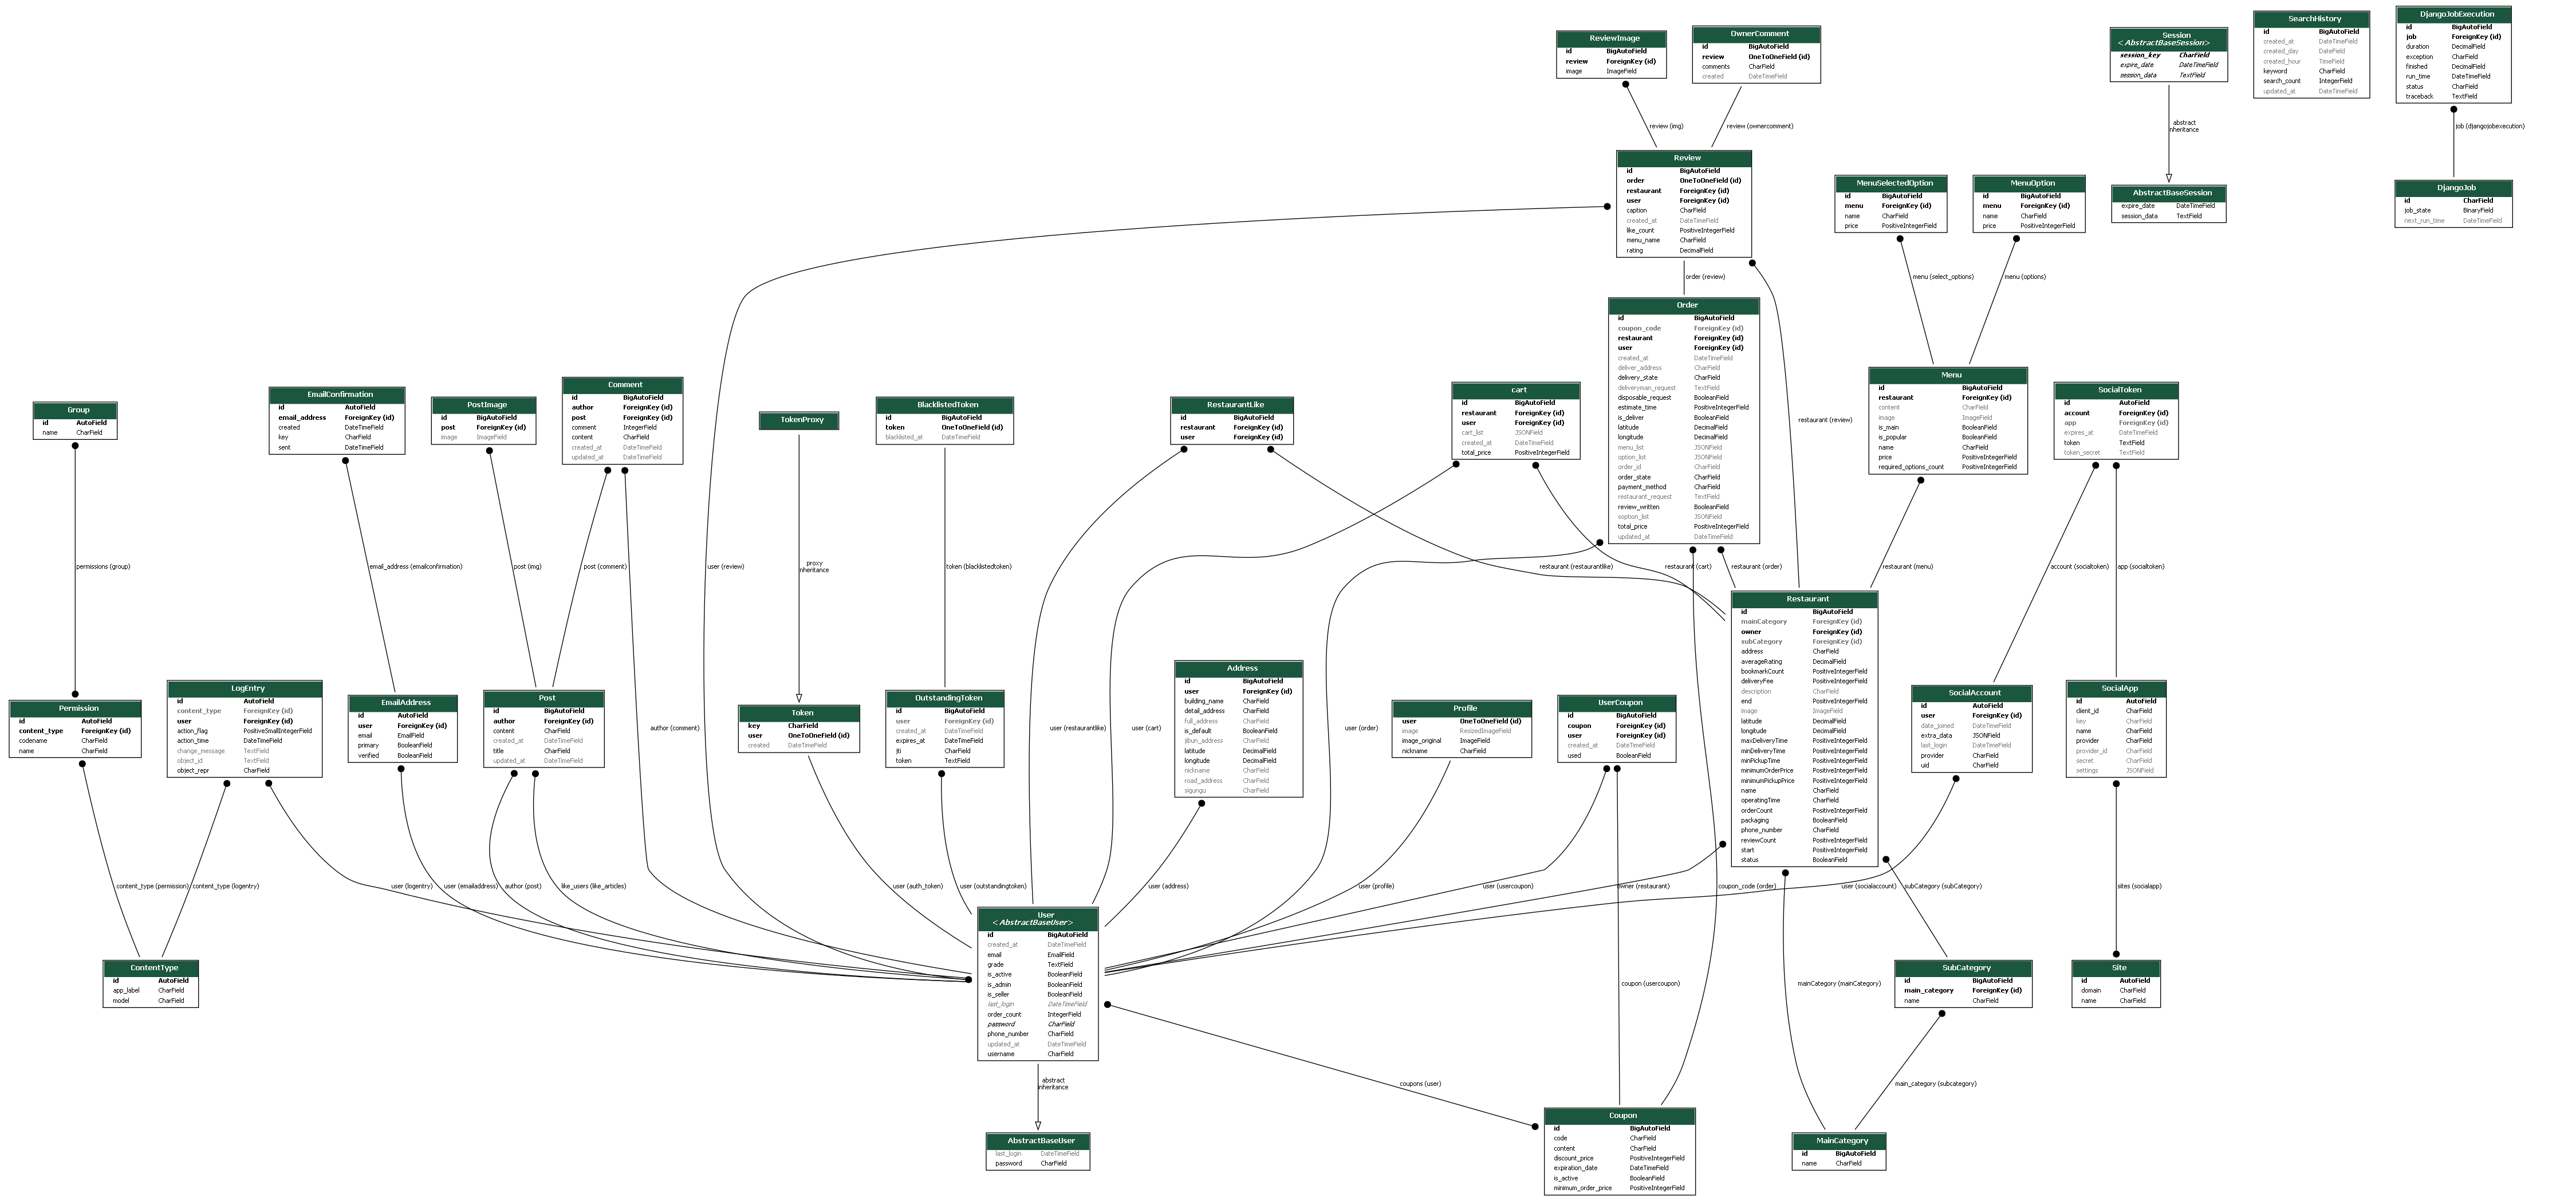 ReviewImage
id BigAutoField
review ForeignKey (id)
image ImageField
OwnerComment
id BigAutoField
review OneToOneField (id)
comments CharField
created DateTimeField
Session
<AbstractBaseSession>
session_key CharField
expire_date DateTimeField
session_data TextField
SearchHistory
id BigAutoField
created_at DateTimeField
created_day DateField
created_hour TimeField
keyword CharField
search_count IntegerField
updated_at DateTimeField
DjangoJobExecution
id BigAutoField
job ForeignKey (id)
duration DecimalField
exception CharField
finished DecimalField
run_time DateTimeField
status CharField
traceback TextField
review (img)
review (ownercomment)
abstract
inheritance
job (djangojobexecution)
Review
id BigAutoField
order OneToOneField (id)
restaurant ForeignKey (id)
user ForeignKey (id)
caption CharField
created_at DateTimeField
like_count PositiveIntegerField
menu_name CharField
rating DecimalField
MenuSelectedOption
id BigAutoField
menu ForeignKey (id)
name CharField
price PositiveIntegerField
MenuOption
id BigAutoField
menu ForeignKey (id)
name CharField
price PositiveIntegerField
AbstractBaseSession
expire_date DateTimeField
session_data TextField
DjangoJob
id CharField
job_state BinaryField
next_run_time DateTimeField
order (review)
menu (select_options)
menu (options)
Order
id BigAutoField
coupon_code ForeignKey (id)
restaurant ForeignKey (id)
user ForeignKey (id)
created_at DateTimeField
deliver_address CharField
delivery_state CharField
deliveryman_request TextField
disposable_request BooleanField
estimate_time PositiveIntegerField
is_deliver BooleanField
latitude DecimalField
longitude DecimalField
menu_list JSONField
option_list JSONField
order_id CharField
order_state CharField
payment_method CharField
restaurant_request TextField
review_written BooleanField
soption_list JSONField
total_price PositiveIntegerField
updated_at DateTimeField
restaurant (review)
Group
id AutoField
name CharField
EmailConfirmation
id AutoField
email_address ForeignKey (id)
created DateTimeField
key CharField
sent DateTimeField
PostImage
id BigAutoField
post ForeignKey (id)
image ImageField
Comment
id BigAutoField
author ForeignKey (id)
post ForeignKey (id)
comment IntegerField
content CharField
created_at DateTimeField
updated_at DateTimeField
TokenProxy
BlacklistedToken
id BigAutoField
token OneToOneField (id)
blacklisted_at DateTimeField
RestaurantLike
id BigAutoField
restaurant ForeignKey (id)
user ForeignKey (id)
cart
id BigAutoField
restaurant ForeignKey (id)
user ForeignKey (id)
cart_list JSONField
created_at DateTimeField
total_price PositiveIntegerField
Menu
id BigAutoField
restaurant ForeignKey (id)
content CharField
image ImageField
is_main BooleanField
is_popular BooleanField
name CharField
price PositiveIntegerField
required_options_count PositiveIntegerField
SocialToken
id AutoField
account ForeignKey (id)
app ForeignKey (id)
expires_at DateTimeField
token TextField
token_secret TextField
permissions (group)
email_address (emailconfirmation)
post (img)
post (comment)
user (review)
proxy
inheritance
token (blacklistedtoken)
restaurant (restaurantlike)
restaurant (cart)
restaurant (order)
restaurant (menu)
account (socialtoken)
app (socialtoken)
Permission
id AutoField
content_type ForeignKey (id)
codename CharField
name CharField
LogEntry
id AutoField
content_type ForeignKey (id)
user ForeignKey (id)
action_flag PositiveSmallIntegerField
action_time DateTimeField
change_message TextField
object_id TextField
object_repr CharField
EmailAddress
id AutoField
user ForeignKey (id)
email EmailField
primary BooleanField
verified BooleanField
Post
id BigAutoField
author ForeignKey (id)
content CharField
created_at DateTimeField
title CharField
updated_at DateTimeField
author (comment)
Token
key CharField
user OneToOneField (id)
created DateTimeField
OutstandingToken
id BigAutoField
user ForeignKey (id)
created_at DateTimeField
expires_at DateTimeField
jti CharField
token TextField
user (restaurantlike)
user (cart)
Address
id BigAutoField
user ForeignKey (id)
building_name CharField
detail_address CharField
full_address CharField
is_default BooleanField
jibun_address CharField
latitude DecimalField
longitude DecimalField
nickname CharField
road_address CharField
sigungu CharField
user (order)
Profile
user OneToOneField (id)
image ResizedImageField
image_original ImageField
nickname CharField
UserCoupon
id BigAutoField
coupon ForeignKey (id)
user ForeignKey (id)
created_at DateTimeField
used BooleanField
Restaurant
id BigAutoField
mainCategory ForeignKey (id)
owner ForeignKey (id)
subCategory ForeignKey (id)
address CharField
averageRating DecimalField
bookmarkCount PositiveIntegerField
deliveryFee PositiveIntegerField
description CharField
end PositiveIntegerField
image ImageField
latitude DecimalField
longitude DecimalField
maxDeliveryTime PositiveIntegerField
minDeliveryTime PositiveIntegerField
minPickupTime PositiveIntegerField
minimumOrderPrice PositiveIntegerField
minimumPickupPrice PositiveIntegerField
name CharField
operatingTime CharField
orderCount PositiveIntegerField
packaging BooleanField
phone_number CharField
reviewCount PositiveIntegerField
start PositiveIntegerField
status BooleanField
SocialAccount
id AutoField
user ForeignKey (id)
date_joined DateTimeField
extra_data JSONField
last_login DateTimeField
provider CharField
uid CharField
SocialApp
id AutoField
client_id CharField
key CharField
name CharField
provider CharField
provider_id CharField
secret CharField
settings JSONField
content_type (permission)
content_type (logentry)
user (logentry)
user (emailaddress)
author (post)
like_users (like_articles)
user (auth_token)
user (outstandingtoken)
user (address)
user (profile)
user (usercoupon)
owner (restaurant)
coupon_code (order)
user (socialaccount)
subCategory (subCategory)
sites (socialapp)
ContentType
id AutoField
app_label CharField
model CharField
User
<AbstractBaseUser>
id BigAutoField
created_at DateTimeField
email EmailField
grade TextField
is_active BooleanField
is_admin BooleanField
is_seller BooleanField
last_login DateTimeField
order_count IntegerField
password CharField
phone_number CharField
updated_at DateTimeField
username CharField
coupon (usercoupon)
mainCategory (mainCategory)
SubCategory
id BigAutoField
main_category ForeignKey (id)
name CharField
Site
id AutoField
domain CharField
name CharField
abstract
inheritance
coupons (user)
main_category (subcategory)
AbstractBaseUser
last_login DateTimeField
password CharField
Coupon
id BigAutoField
code CharField
content CharField
discount_price PositiveIntegerField
expiration_date DateTimeField
is_active BooleanField
minimum_order_price PositiveIntegerField
MainCategory
id BigAutoField
name CharField